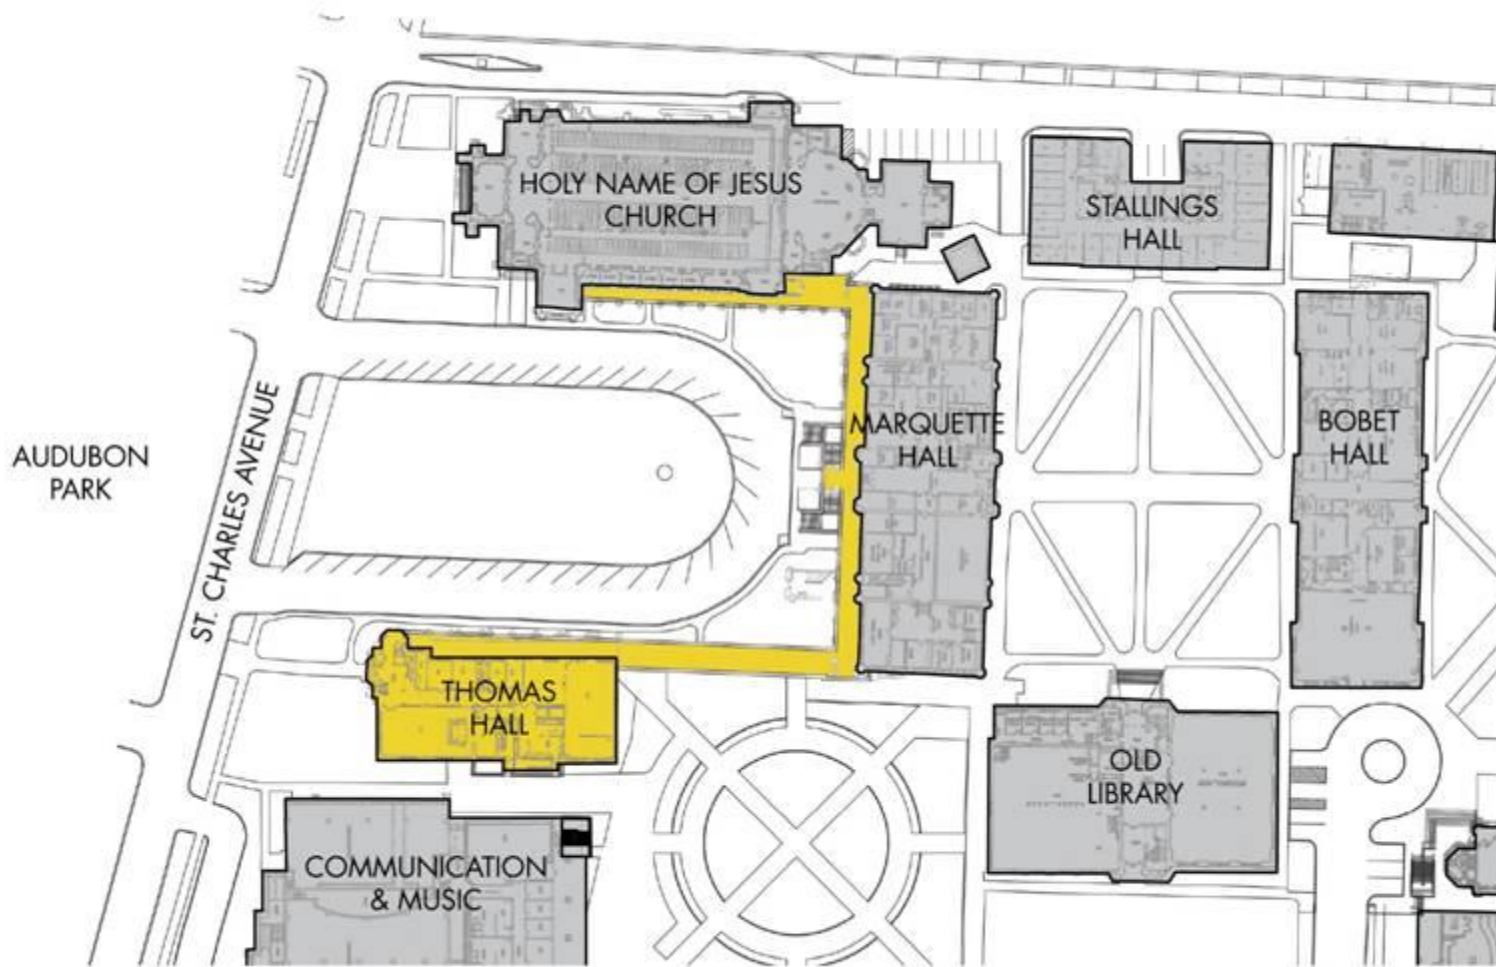 HOLY NAME OF JESUS
CHURCH
STALLINGS
HALL
AUDUBON
PARK
ST. CHARLES AVENUE
MARQUETTE
HALL
BOBET
HALL
THOMAS
HALL
OLD
LIBRARY
COMMUNICATION
& MUSIC